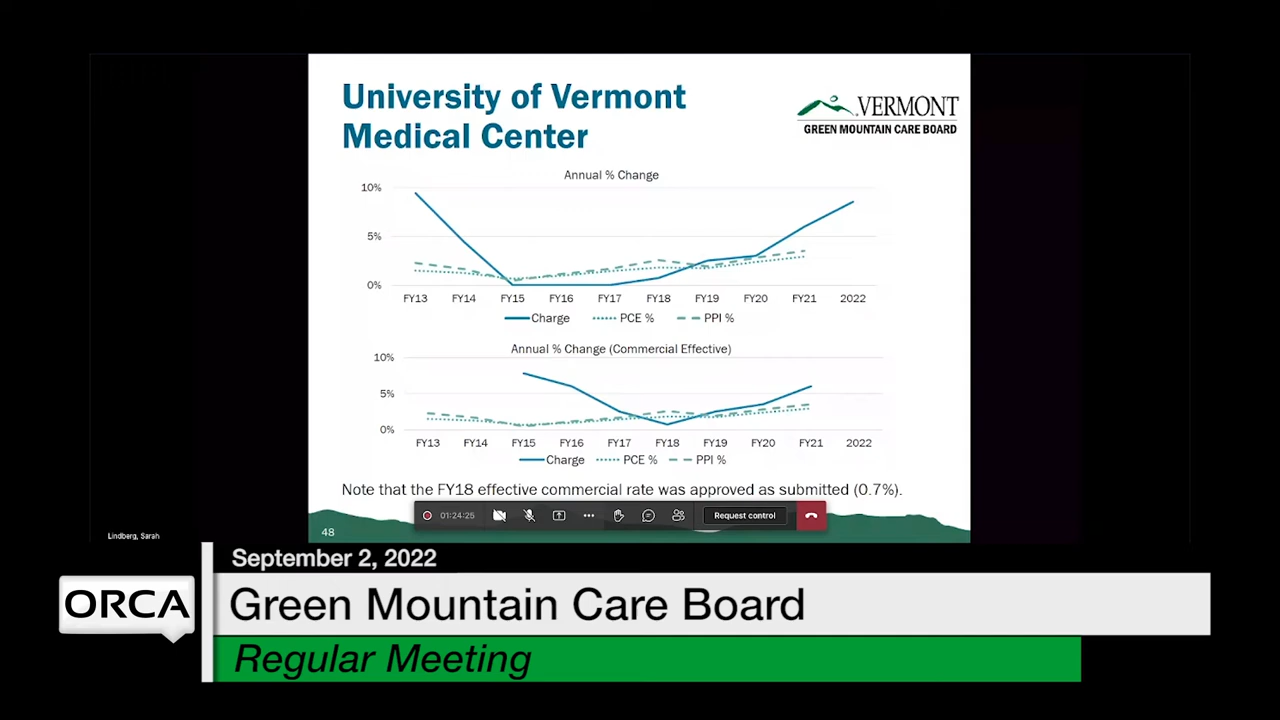 University of Vermont
Medical Center
VERMONT
GREEN MOUNTAIN CARE BOARD
Annual % Change
10%
5%
0%
FY13 FY14 FY15 FY16 FY17 FY18 FY19 FY20 FY21 2022
Charge PCE % PPI %
Annual % Change (Commercial Effective)
10%
5%
0%
FY13 FY14 FY15 FY16 FY17 FY18 FY19 FY20 FY21 2022
Charge PCE % PPI %
Note that the FY18 effective commercial rate was approved as submitted (0.7%).
01:24:25 Request control
48
Lindberg, Sarah
September 2, 2022
ORCA
Green Mountain Care Board
Regular Meeting